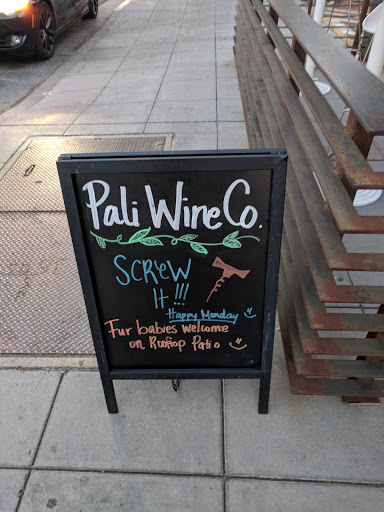 Pali Wine Co.
SCREW
IT!!!
Happy Monday
Fur babies welcome
on Rooftop Patio